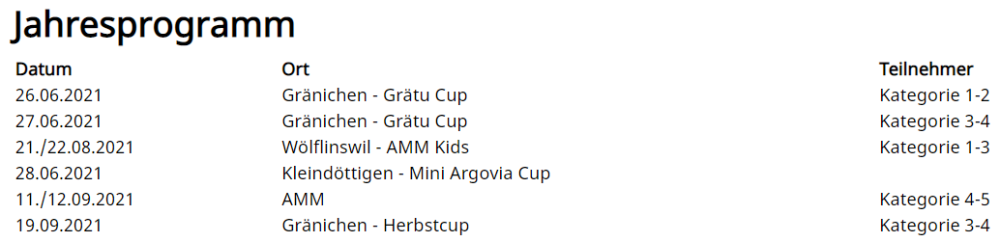 Jahresprogramm
Datum Ort Teilnehmer
26.06.2021 Gränichen - Grätu Cup Kategorie 1-2
27.06.2021 Gränichen - Grätu Cup Kategorie 3-4
21./22.08.2021 Wölflinswil - AMM Kids Kategorie 1-3
28.06.2021 Kleindöttigen - Mini Argovia Cup
11./12.09.2021 AMM Kategorie 4-5
19.09.2021 Gränichen - Herbstcup Kategorie 3-4